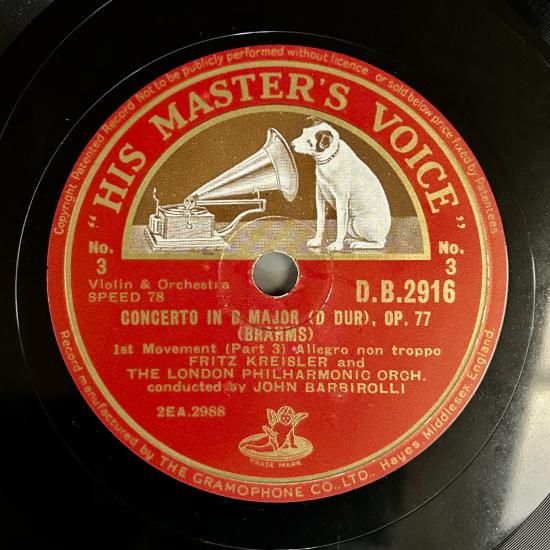 Copyright Patented Record Not to be publicly performed without licence or sold below price fixed by Patentees
"HIS MASTER'S VOICE"
No. 3
No. 3
Violin & Orchestra
SPEED 78
D.B.2916
CONCERTO IN D MAJOR (D DUR), OP. 77
(BRAHMS)
1st Movement (Part 3) Allegro non troppo
FRITZ KREISLER and
THE LONDON PHILHARMONIC ORCH.
conducted by JOHN BARBIROLLI
2EA.2988
TRADE MARK
Record manufactured by THE GRAMOPHONE CO., LTD., Hayes, Middlesex, England.